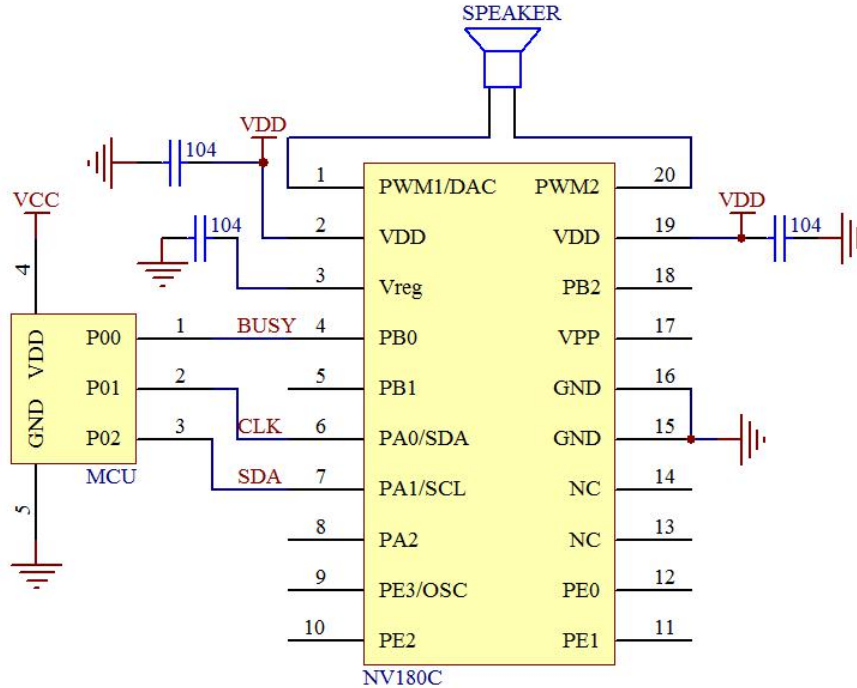 SPEAKER
VDD
104
1
PWM1/DAC
PWM2
20
VCC
104
2
VDD
VDD
19
VDD
104
4
3
Vreg
PB2
18
VDD
P00
1
BUSY
4
PB0
VPP
17
P01
2
5
PB1
GND
16
GND
P02
3
CLK
6
PA0/SDA
GND
15
MCU
SDA
7
PA1/SCL
NC
14
5
8
PA2
NC
13
9
PE3/OSC
PE0
12
10
PE2
PE1
11
NV180C